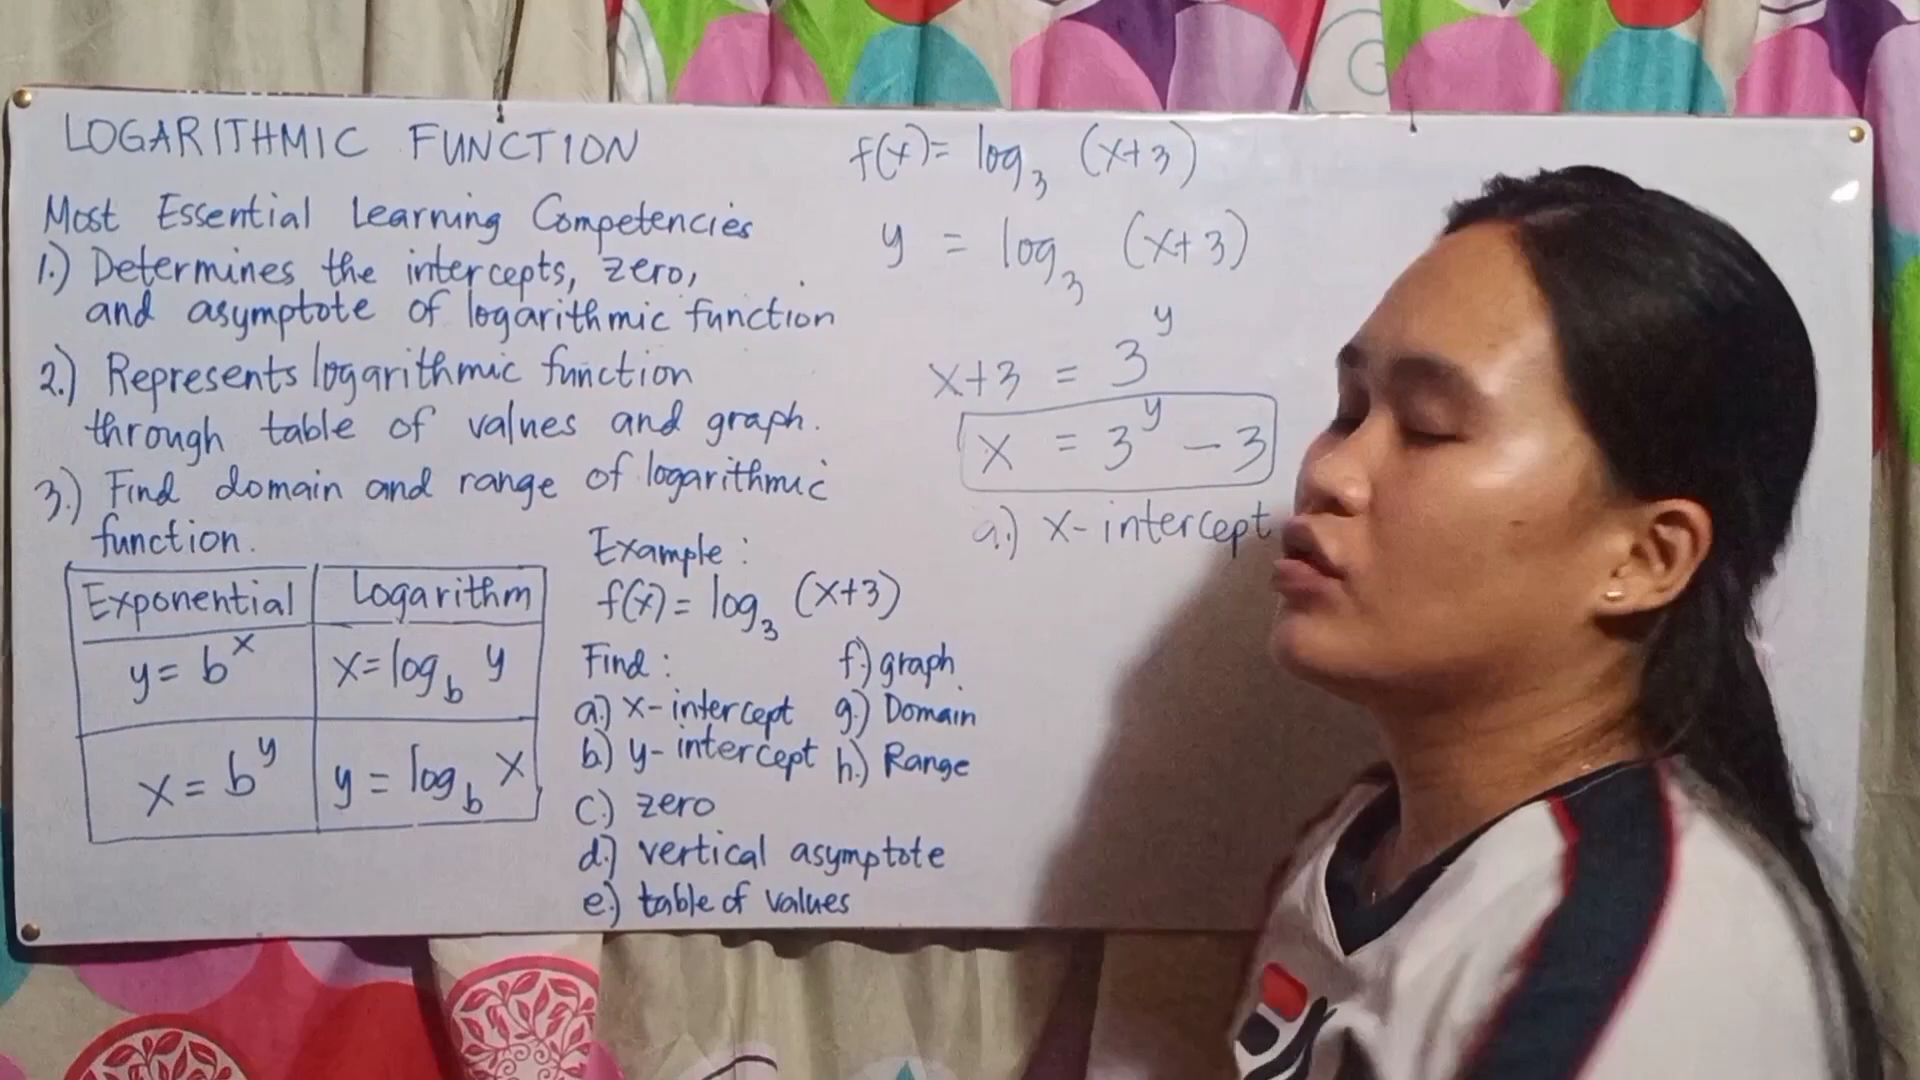 LOGARITHMIC FUNCTION
Most Essential Learning Competencies
1.) Determines the intercepts, zero,
and asymptote of logarithmic function
2.) Represents logarithmic function
through table of values and graph.
3.) Find domain and range of logarithmic
function.
Exponential Logarithm
y = b^x x = log_b y
x = b^y y = log_b x
Example:
f(x) = log_3 (x+3)
Find:
a.) x-intercept
b.) y-intercept
c.) zero
d.) vertical asymptote
e.) table of values
f.) graph
g.) Domain
h.) Range
f(x) = log_3 (x+3)
y = log_3 (x+3)
x+3 = 3^y
x = 3^y - 3
a.) x-intercept